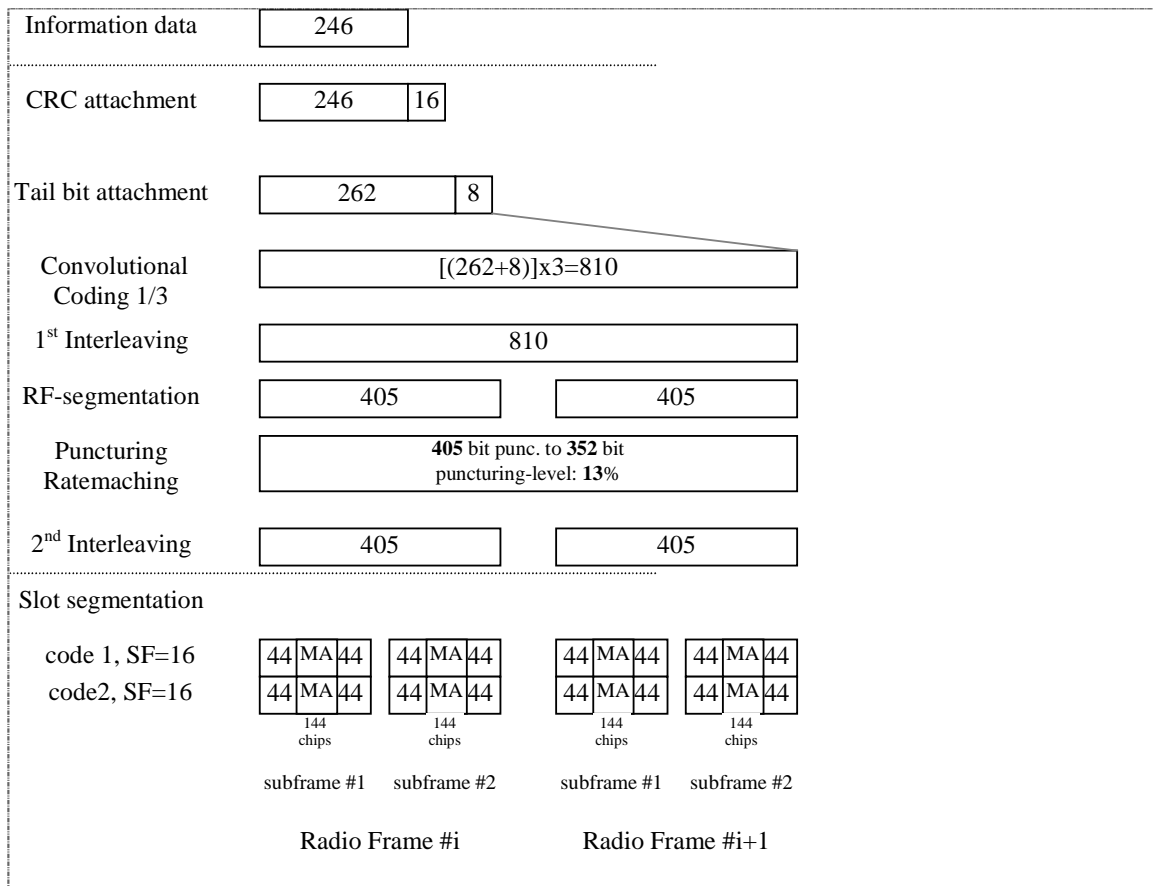 Information data 246
CRC attachment 246 16
Tail bit attachment 262 8
Convolutional
Coding 1/3
[(262+8)]x3=810
1st Interleaving 810
RF-segmentation 405 405
Puncturing
Ratemaching
405 bit punc. to 352 bit
puncturing-level: 13%
2nd Interleaving 405 405
Slot segmentation
code 1, SF=16 44 MA 44 44 MA 44 44 MA 44 44 MA 44
code2, SF=16 44 MA 44 44 MA 44 44 MA 44 44 MA 44
144 144 144 144
chips chips chips chips
subframe #1 subframe #2 subframe #1 subframe #2
Radio Frame #i Radio Frame #i+1